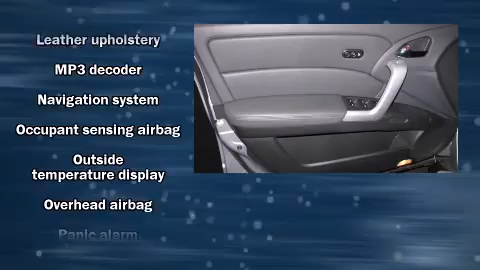 Leather upholstery
MP3 decoder
Navigation system
Occupant sensing airbag
Outside
temperature display
Overhead airbag
Panic alarm